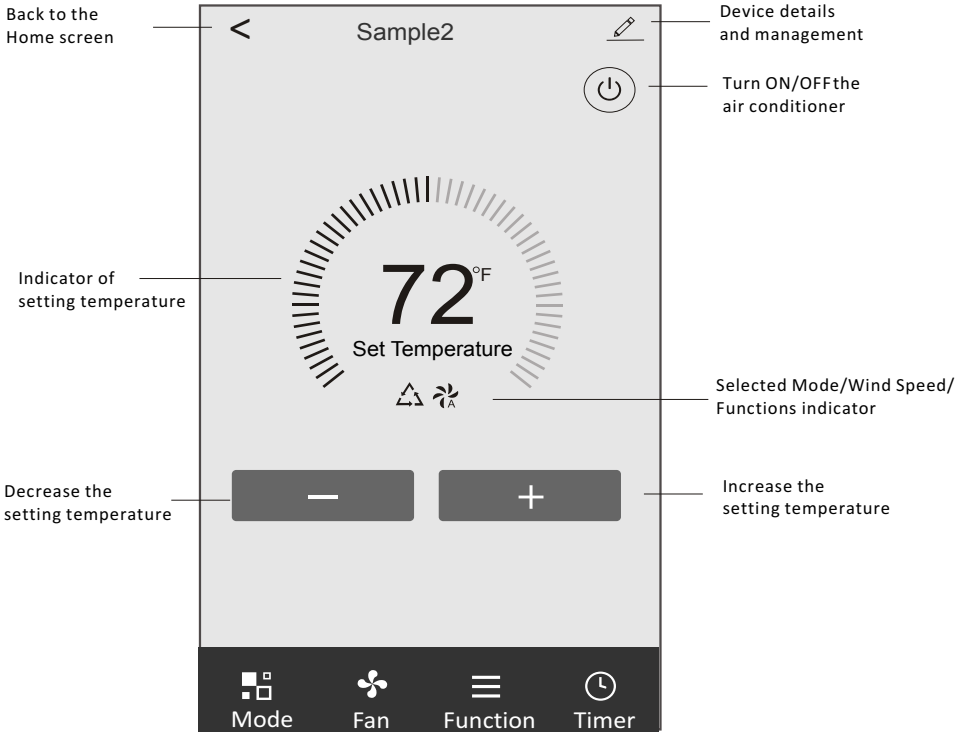 Back to the
Home screen
< Sample2
Device details
and management
Turn ON/OFF the
air conditioner
Indicator of
setting temperature
72°F
Set Temperature
A
Selected Mode/Wind Speed/
Functions indicator
Decrease the
setting temperature
— +
Increase the
setting temperature
Mode Fan Function Timer